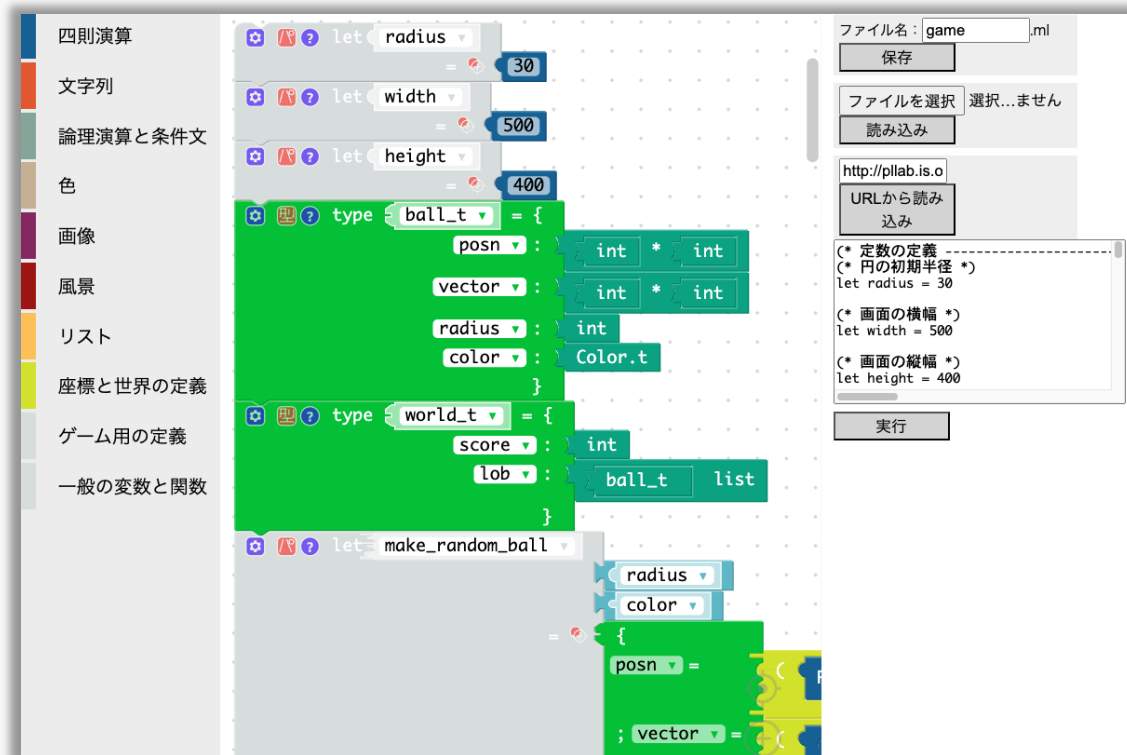 四則演算
文字列
論理演算と条件文
色
画像
風景
リスト
座標と世界の定義
ゲーム用の定義
一般の変数と関数
? let radius ▼
= 30
? let width ▼
= 500
? let height ▼
= 400
型 ? type ball_t ▼ = {
posn ▼ : int * int
vector ▼ : int * int
radius ▼ : int
color ▼ : Color.t
}
型 ? type world_t ▼ = {
score ▼ : int
lob ▼ : ball_t list
}
? let make_random_ball ▼
radius ▼
color ▼
= {
posn ▼ = (
; vector ▼ = (
ファイル名：game.ml
保存
ファイルを選択 選択...ません
読み込み
http://pllab.is.o
URLから読み
込み
(* 定数の定義 --------------------
(* 円の初期半径 *)
let radius = 30
(* 画面の横幅 *)
let width = 500
(* 画面の縦幅 *)
let height = 400
実行